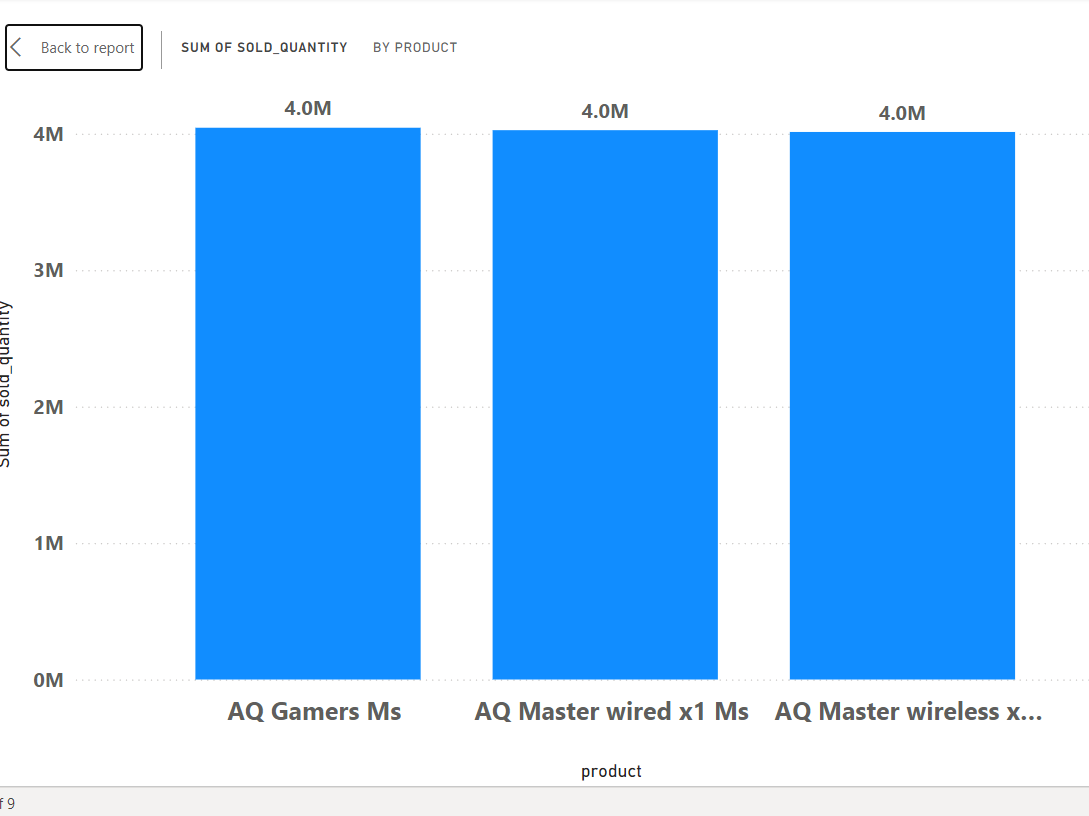 Back to report
SUM OF SOLD_QUANTITY BY PRODUCT
4.0M 4.0M 4.0M
4M
3M
2M
1M
0M
Sum of sold_quantity
AQ Gamers Ms AQ Master wired x1 Ms AQ Master wireless x...
product
f 9